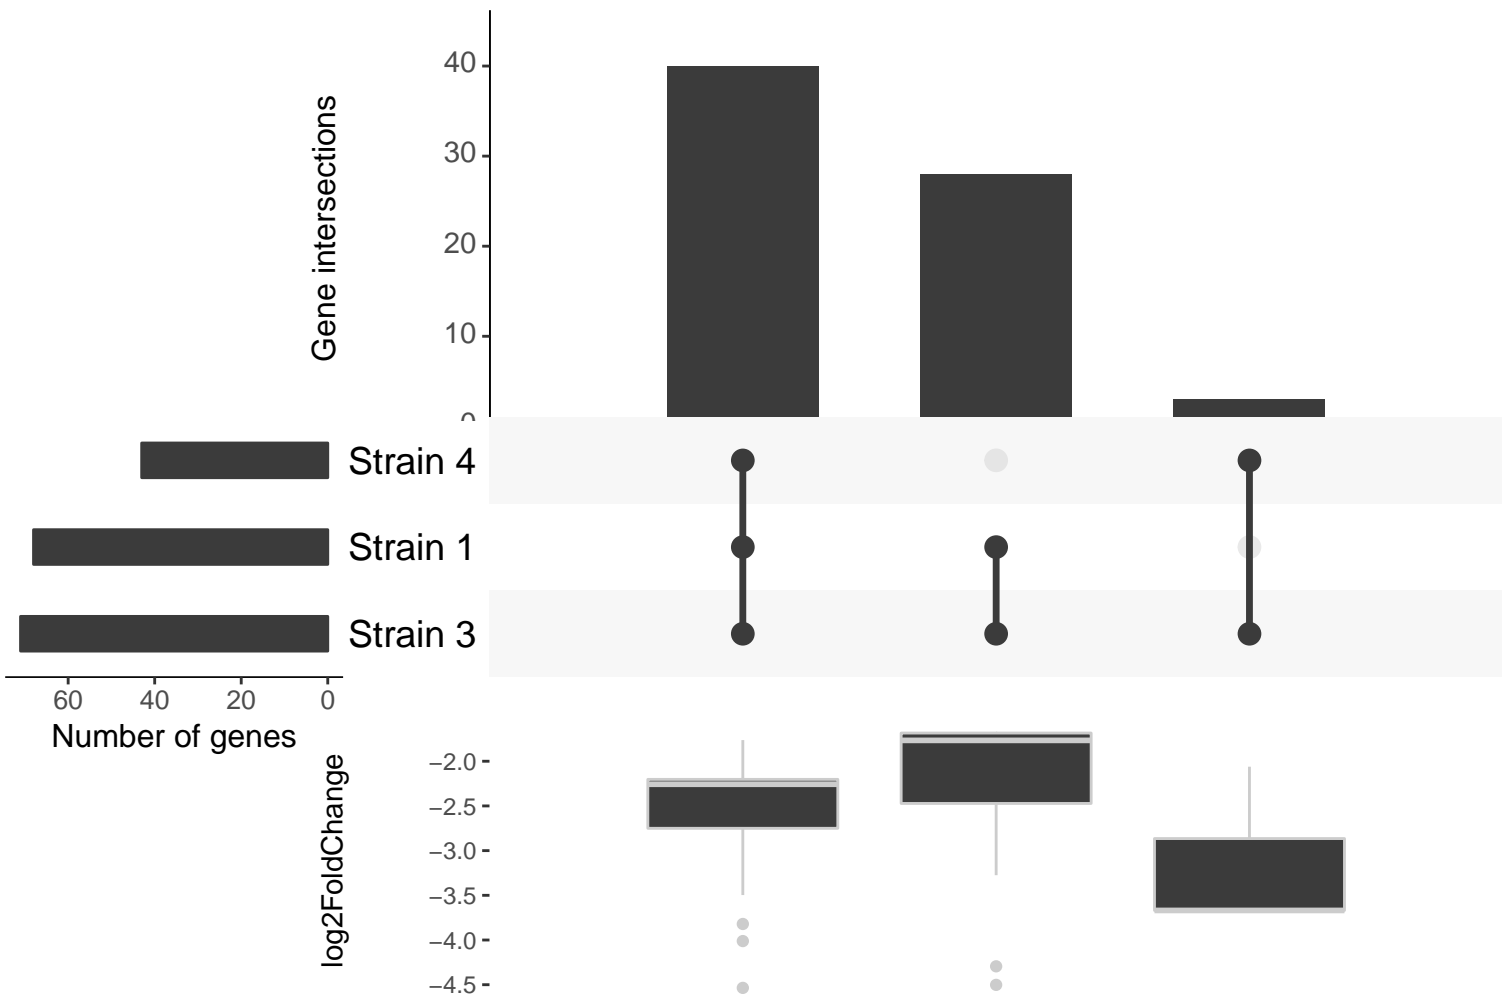 Gene intersections
40
30
20
10
0
Strain 4
Strain 1
Strain 3
60 40 20 0
Number of genes
log2FoldChange
−2.0
−2.5
−3.0
−3.5
−4.0
−4.5